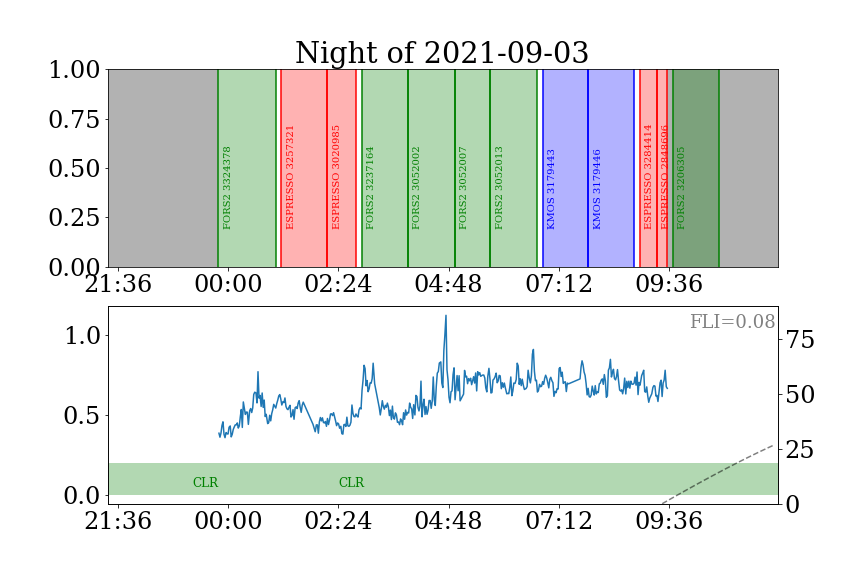 Night of 2021-09-03
1.00
0.75
0.50
0.25
0.00
FORS2 3324378
ESPRESSO 3257321
ESPRESSO 3020985
FORS2 3237164
FORS2 3052002
FORS2 3052007
FORS2 3052013
KMOS 3179443
KMOS 3179446
ESPRESSO 3284414
ESPRESSO 2848696
FORS2 3206305
21:36 00:00 02:24 04:48 07:12 09:36
FLI=0.08
1.0
0.5
0.0
75
50
25
0
CLR CLR
21:36 00:00 02:24 04:48 07:12 09:36